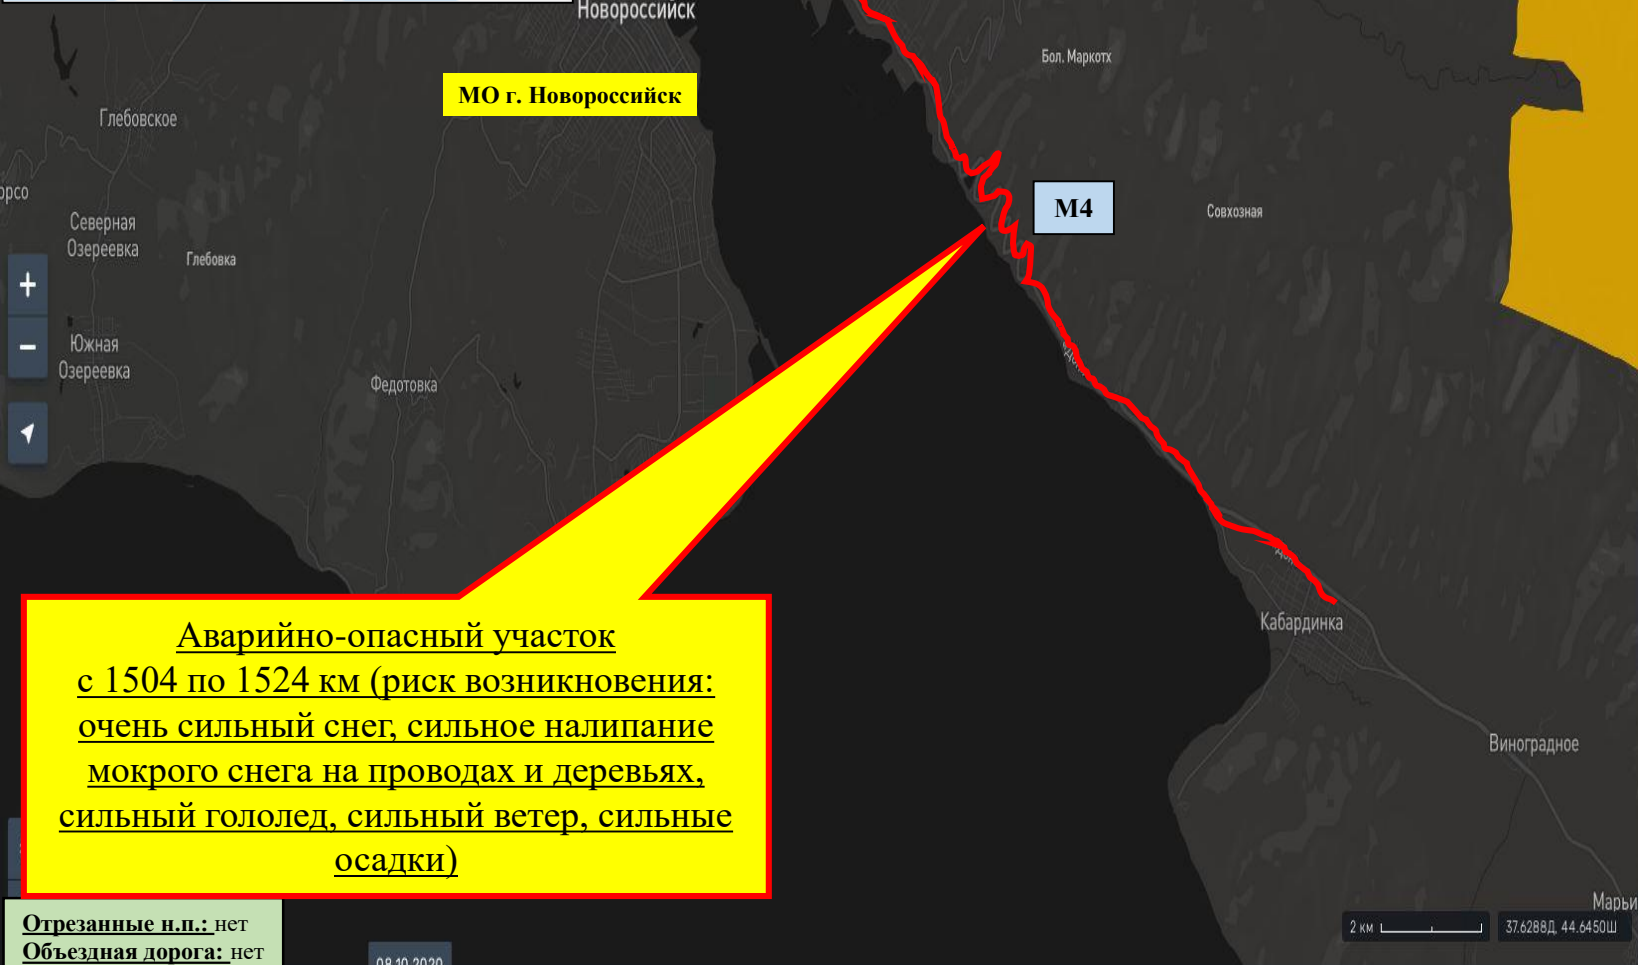 Новороссийск
Бол. Маркотх
МО г. Новороссийск
Глебовское
М4
Совхозная
Северная
Озереевка
Глебовка
+
−
Южная
Озереевка
Федотовка
Кабардинка
Аварийно-опасный участок
с 1504 по 1524 км (риск возникновения:
очень сильный снег, сильное налипание
мокрого снега на проводах и деревьях,
сильный гололед, сильный ветер, сильные
осадки)
Виноградное
Отрезанные н.п.: нет
Объездная дорога: нет
2 км
37.6288Д, 44.6450Ш